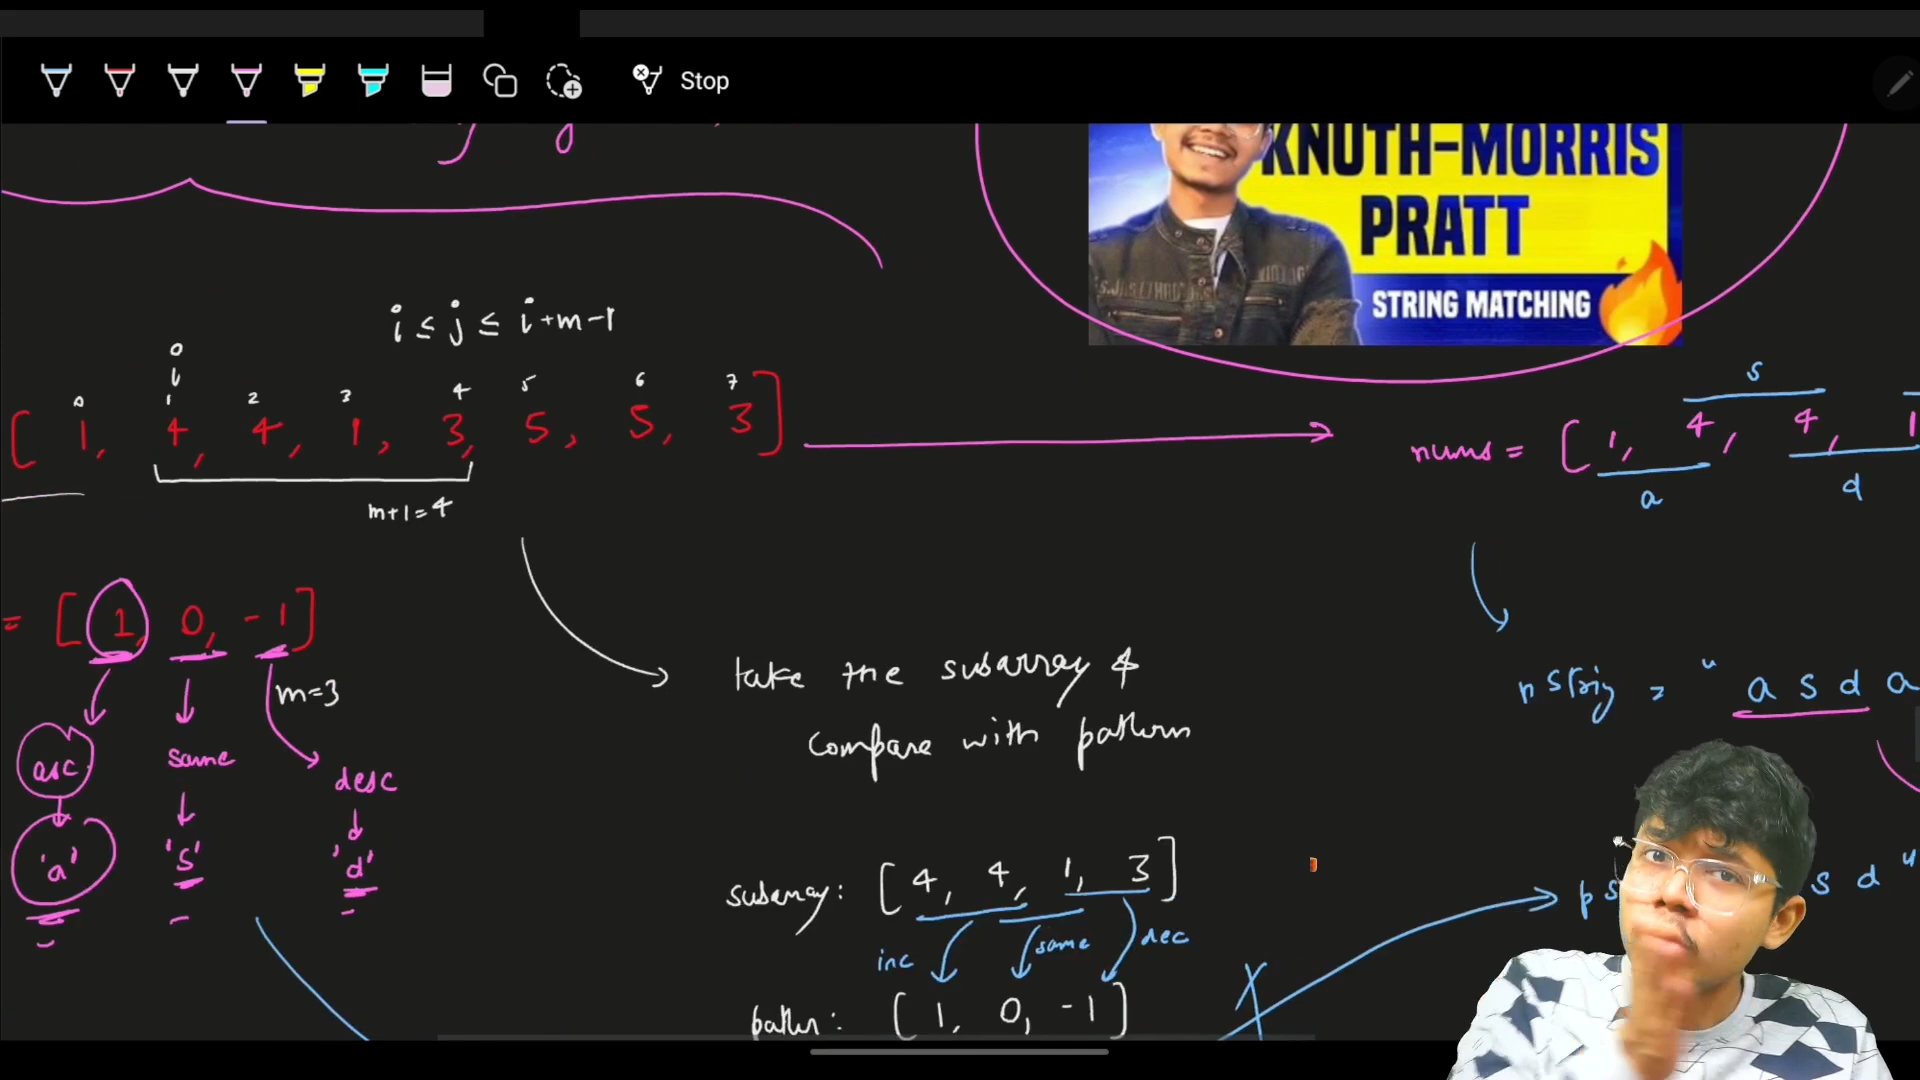 Stop
KNUTH-MORRIS
PRATT
STRING MATCHING
i ≤ j ≤ i+m-1
0
i
0 1 2 3 4 5 6 7
[ 1, 4, 4, 1, 3, 5, 5, 3 ]
m+1=4
s
nums = [ 1, 4, 4, 1
a d
= [ 1, 0, -1 ]
m=3
asc same desc
'a' 's' 'd'
take the subarray &
compare with pattern
n string = " a s d a
subarray: [ 4, 4, 1, 3 ]
inc same dec
pattern: [ 1, 0, -1 ]
s d "